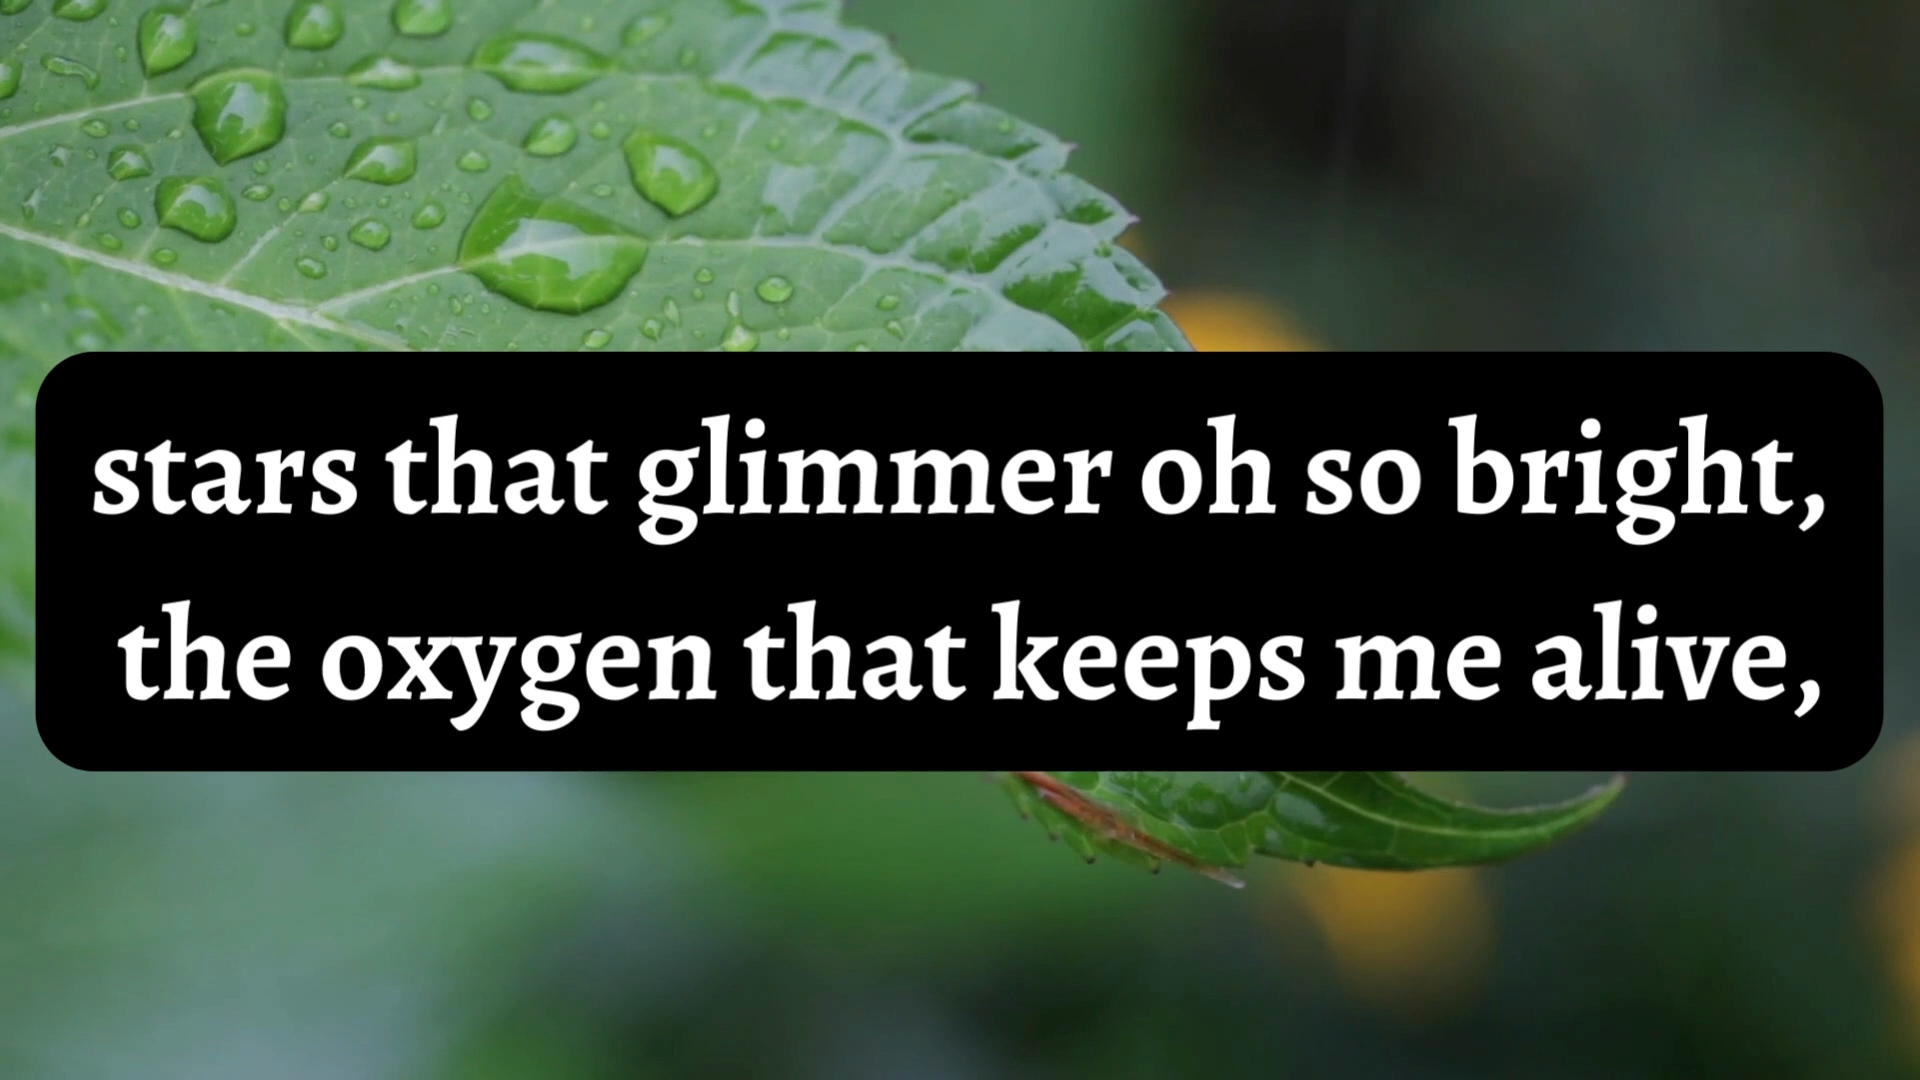 stars that glimmer oh so bright,
the oxygen that keeps me alive,